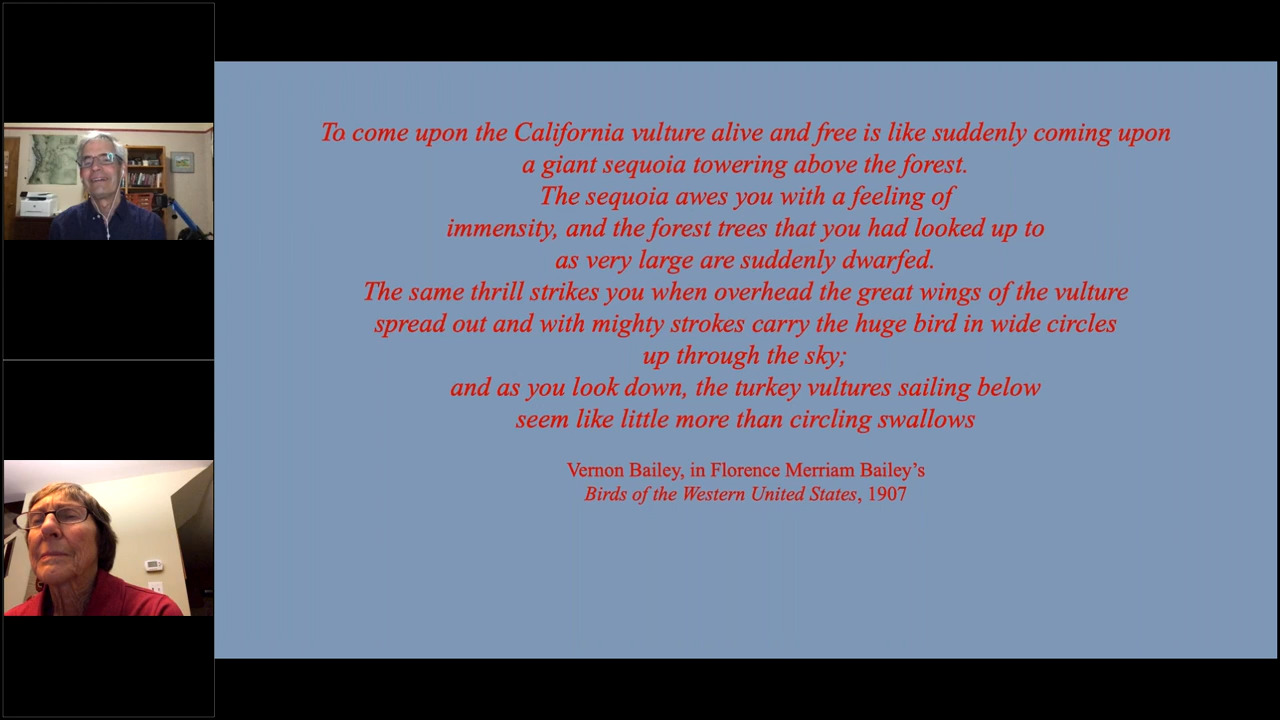 To come upon the California vulture alive and free is like suddenly coming upon
a giant sequoia towering above the forest.
The sequoia awes you with a feeling of
immensity, and the forest trees that you had looked up to
as very large are suddenly dwarfed.
The same thrill strikes you when overhead the great wings of the vulture
spread out and with mighty strokes carry the huge bird in wide circles
up through the sky;
and as you look down, the turkey vultures sailing below
seem like little more than circling swallows
Vernon Bailey, in Florence Merriam Bailey’s
Birds of the Western United States, 1907